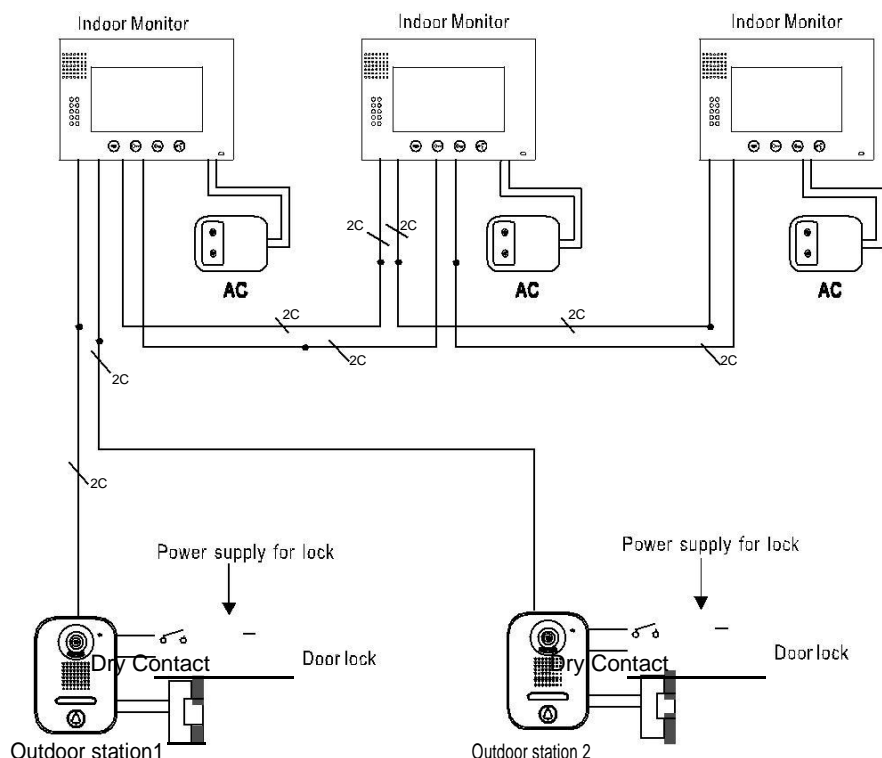 Indoor Monitor
Indoor Monitor
Indoor Monitor
2C
2C
AC
AC
AC
2C
2C
2C
2C
2C
2C
Power supply for lock
Power supply for lock
Dry Contact
Door lock
Dry Contact
Door lock
Outdoor station1
Outdoor station 2